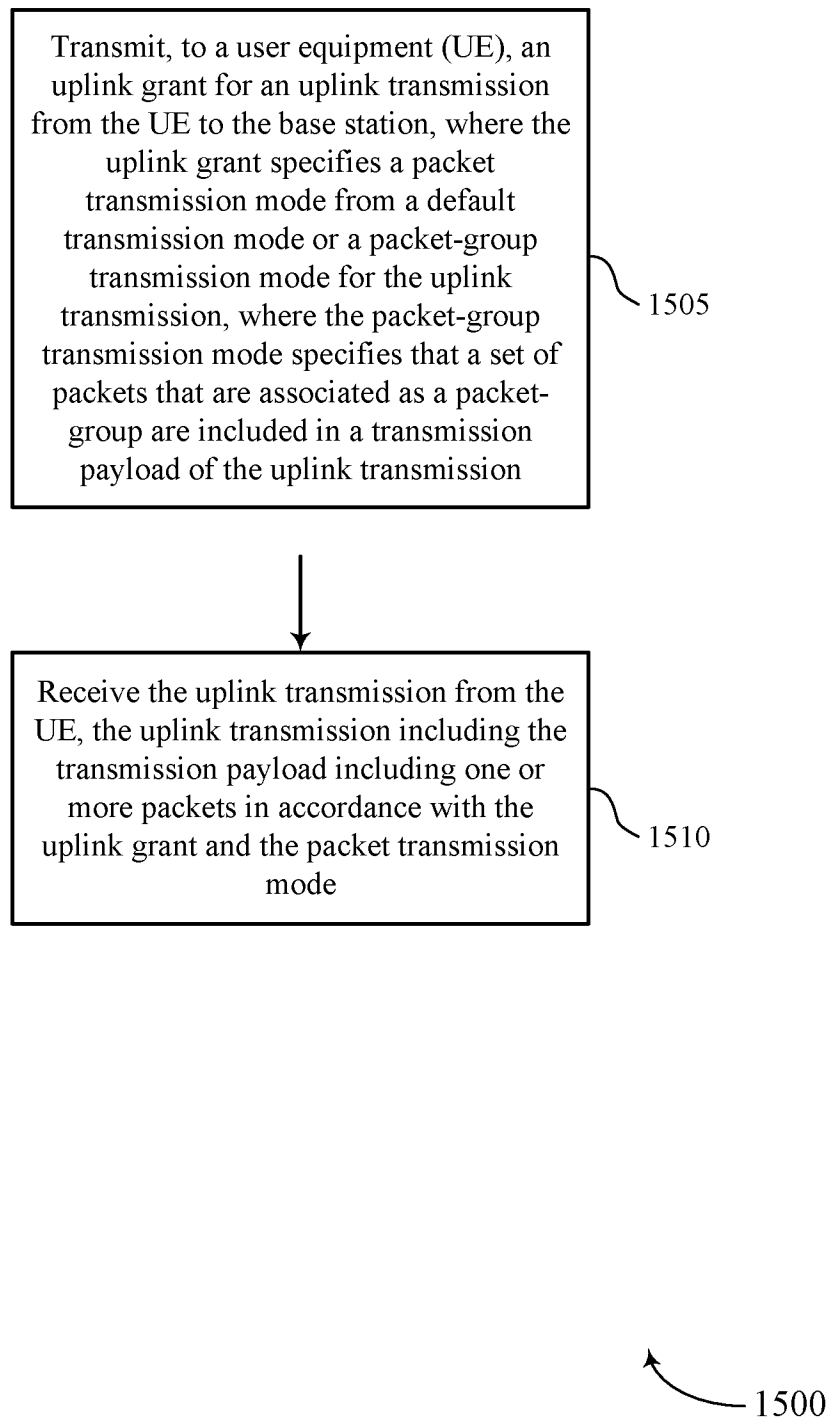 Transmit, to a user equipment (UE), an
uplink grant for an uplink transmission
from the UE to the base station, where the
uplink grant specifies a packet
transmission mode from a default
transmission mode or a packet-group
transmission mode for the uplink
transmission, where the packet-group
transmission mode specifies that a set of
packets that are associated as a packet-
group are included in a transmission
payload of the uplink transmission
1505
Receive the uplink transmission from the
UE, the uplink transmission including the
transmission payload including one or
more packets in accordance with the
uplink grant and the packet transmission
mode
1510
1500